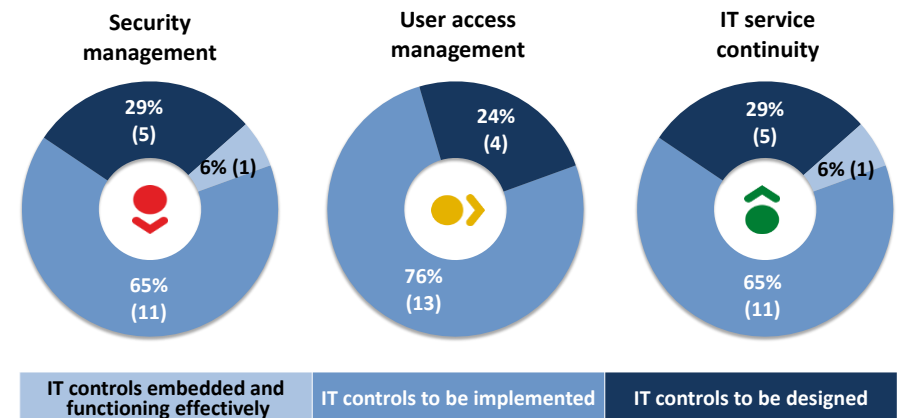 Security
management
User access
management
IT service
continuity
29%
(5)
6% (1)
65%
(11)
24%
(4)
76%
(13)
29%
(5)
6% (1)
65%
(11)
IT controls embedded and
functioning effectively
IT controls to be implemented
IT controls to be designed